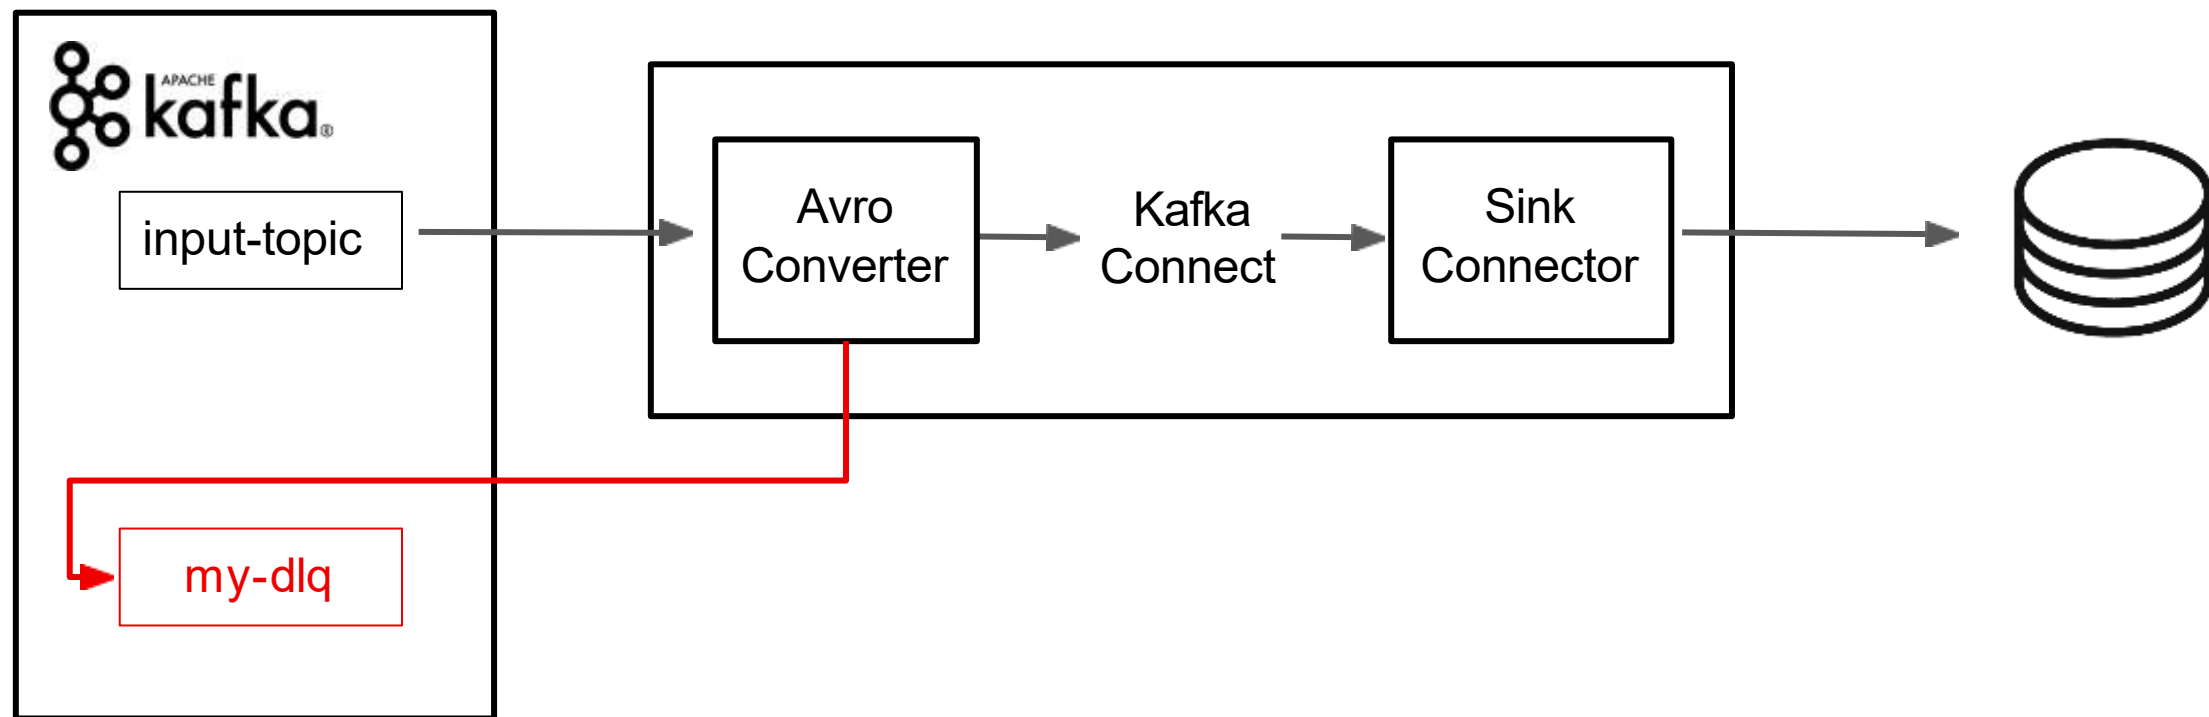 APACHE
kafka®
input-topic
Avro
Converter
Kafka
Connect
Sink
Connector
my-dlq